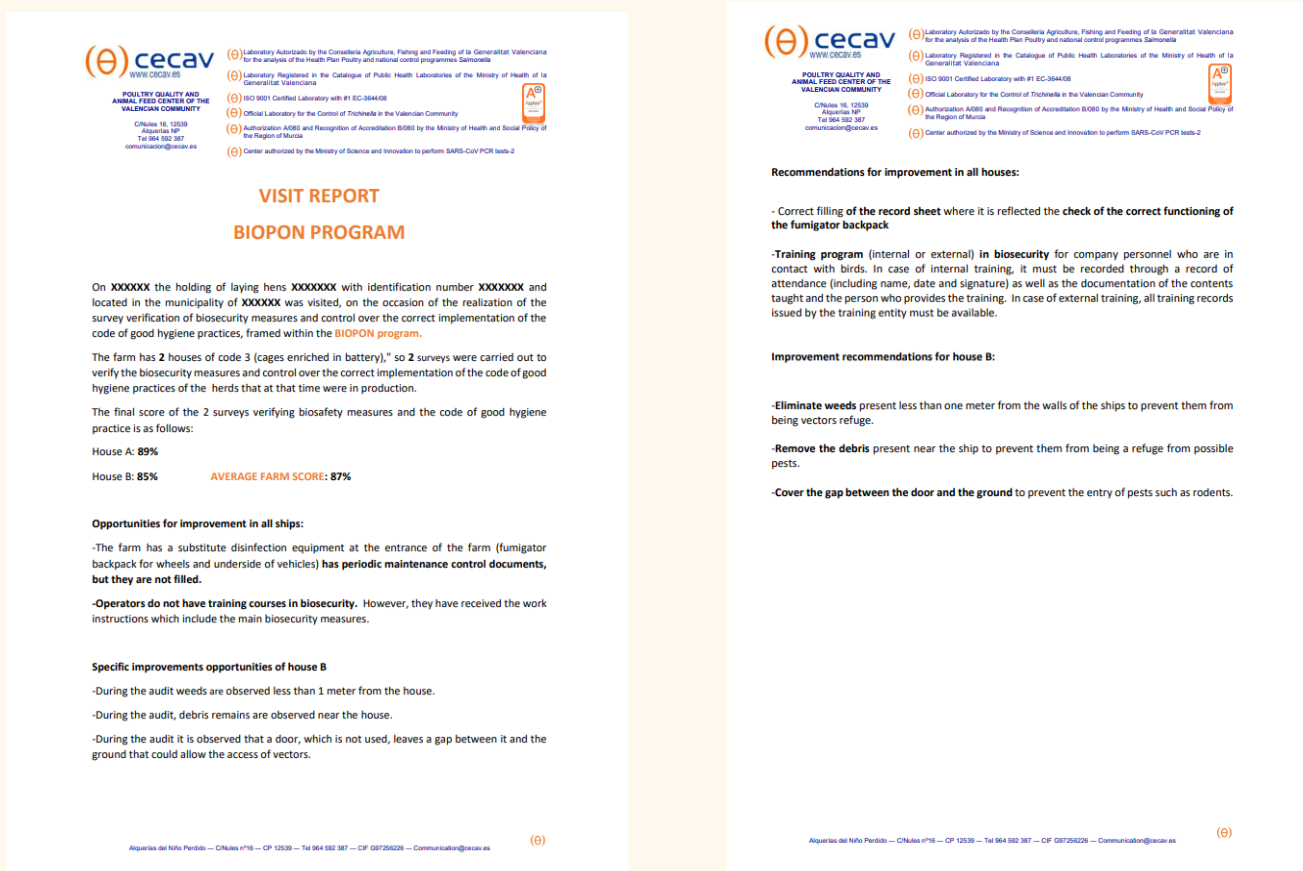 (θ) cecav
www.cecav.es
POULTRY QUALITY AND
ANIMAL FEED CENTER OF THE
VALENCIAN COMMUNITY
C/Nules 16, 12539
Alquerías NP
Tel 964 592 387
comunicacion@cecav.es
(θ) Laboratory Autorizado by the Conselleria Agriculture, Fishing and Feeding of la Generalitat Valenciana
for the analysis of the Health Plan Poultry and national control programmes Salmonella
(θ) Laboratory Registered in the Catalogue of Public Health Laboratories of the Ministry of Health of la
Generalitat Valenciana
(θ) ISO 9001 Certified Laboratory with #1 EC-3644/08
(θ) Official Laboratory for the Control of Trichinella in the Valencian Community
(θ) Authorization A/080 and Recognition of Accreditation B/080 by the Ministry of Health and Social Policy of
the Region of Murcia
(θ) Center authorized by the Ministry of Science and Innovation to perform SARS-CoV PCR tests-2
VISIT REPORT
BIOPON PROGRAM
On XXXXXX the holding of laying hens XXXXXXX with identification number XXXXXXX and
located in the municipality of XXXXXX was visited, on the occasion of the realization of the
survey verification of biosecurity measures and control over the correct implementation of the
code of good hygiene practices, framed within the BIOPON program.
The farm has 2 houses of code 3 (cages enriched in battery)," so 2 surveys were carried out to
verify the biosecurity measures and control over the correct implementation of the code of good
hygiene practices of the herds that at that time were in production.
The final score of the 2 surveys verifying biosafety measures and the code of good hygiene
practice is as follows:
House A: 89%
House B: 85% AVERAGE FARM SCORE: 87%
Opportunities for improvement in all ships:
-The farm has a substitute disinfection equipment at the entrance of the farm (fumigator
backpack for wheels and underside of vehicles) has periodic maintenance control documents,
but they are not filled.
-Operators do not have training courses in biosecurity. However, they have received the work
instructions which include the main biosecurity measures.
Specific improvements opportunities of house B
-During the audit weeds are observed less than 1 meter from the house.
-During the audit, debris remains are observed near the house.
-During the audit it is observed that a door, which is not used, leaves a gap between it and the
ground that could allow the access of vectors.
(θ)
Alquerías del Niño Perdido — C/Nules nº16 — CP 12539 — Tel 964 592 387 — CIF G97256226 — Communication@cecav.es
(θ) cecav
www.cecav.es
POULTRY QUALITY AND
ANIMAL FEED CENTER OF THE
VALENCIAN COMMUNITY
C/Nules 16, 12539
Alquerías NP
Tel 964 592 387
comunicacion@cecav.es
(θ) Laboratory Autorizado by the Conselleria Agriculture, Fishing and Feeding of la Generalitat Valenciana
for the analysis of the Health Plan Poultry and national control programmes Salmonella
(θ) Laboratory Registered in the Catalogue of Public Health Laboratories of the Ministry of Health of la
Generalitat Valenciana
(θ) ISO 9001 Certified Laboratory with #1 EC-3644/08
(θ) Official Laboratory for the Control of Trichinella in the Valencian Community
(θ) Authorization A/080 and Recognition of Accreditation B/080 by the Ministry of Health and Social Policy of
the Region of Murcia
(θ) Center authorized by the Ministry of Science and Innovation to perform SARS-CoV PCR tests-2
Recommendations for improvement in all houses:
- Correct filling of the record sheet where it is reflected the check of the correct functioning of
the fumigator backpack
-Training program (internal or external) in biosecurity for company personnel who are in
contact with birds. In case of internal training, it must be recorded through a record of
attendance (including name, date and signature) as well as the documentation of the contents
taught and the person who provides the training. In case of external training, all training records
issued by the training entity must be available.
Improvement recommendations for house B:
-Eliminate weeds present less than one meter from the walls of the ships to prevent them from
being vectors refuge.
-Remove the debris present near the ship to prevent them from being a refuge from possible
pests.
-Cover the gap between the door and the ground to prevent the entry of pests such as rodents.
(θ)
Alquerías del Niño Perdido — C/Nules nº16 — CP 12539 — Tel 964 592 387 — CIF G97256226 — Communication@cecav.es